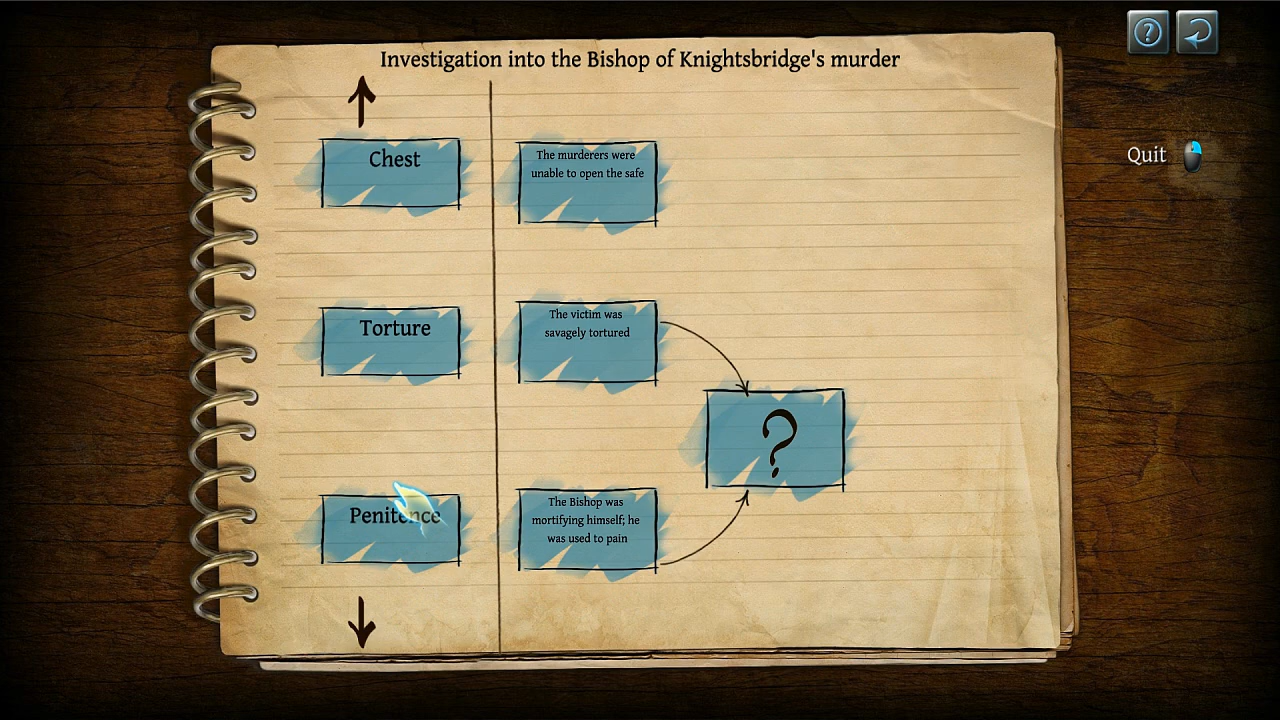 Investigation into the Bishop of Knightsbridge's murder
Chest
The murderers were
unable to open the safe
Quit
Torture
The victim was
savagely tortured
?
Penitence
The Bishop was
mortifying himself; he
was used to pain
?